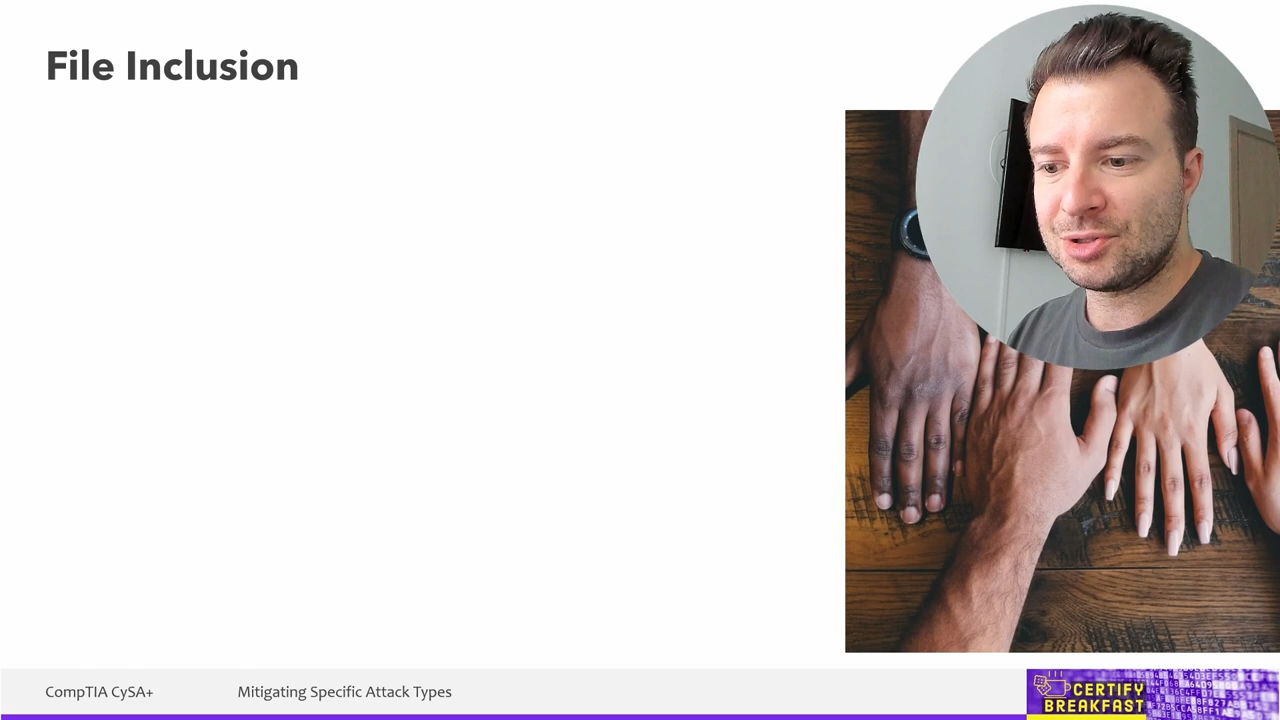 File Inclusion
CompTIA CySA+
Mitigating Specific Attack Types
CERTIFY
BREAKFAST